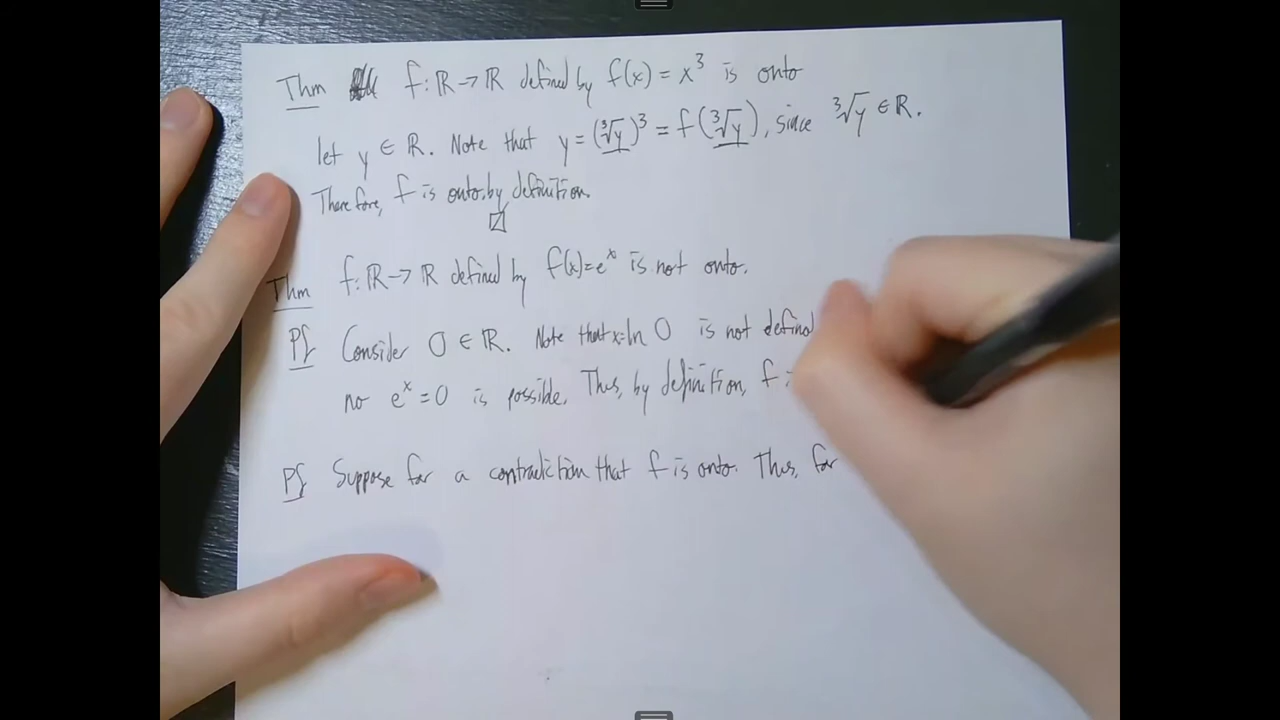 Thm f: ℝ → ℝ defined by f(x) = x³ is onto
let y ∈ ℝ. Note that y = (∛y)³ = f(∛y), since ∛y ∈ ℝ.
Therefore, f is onto by definition.
Thm f: ℝ → ℝ defined by f(x) = eˣ is not onto.
Pf Consider 0 ∈ ℝ. Note that x = ln 0 is not defined
no eˣ = 0 is possible. Thus, by definition, f
Pf Suppose for a contradiction that f is onto. Thus, for